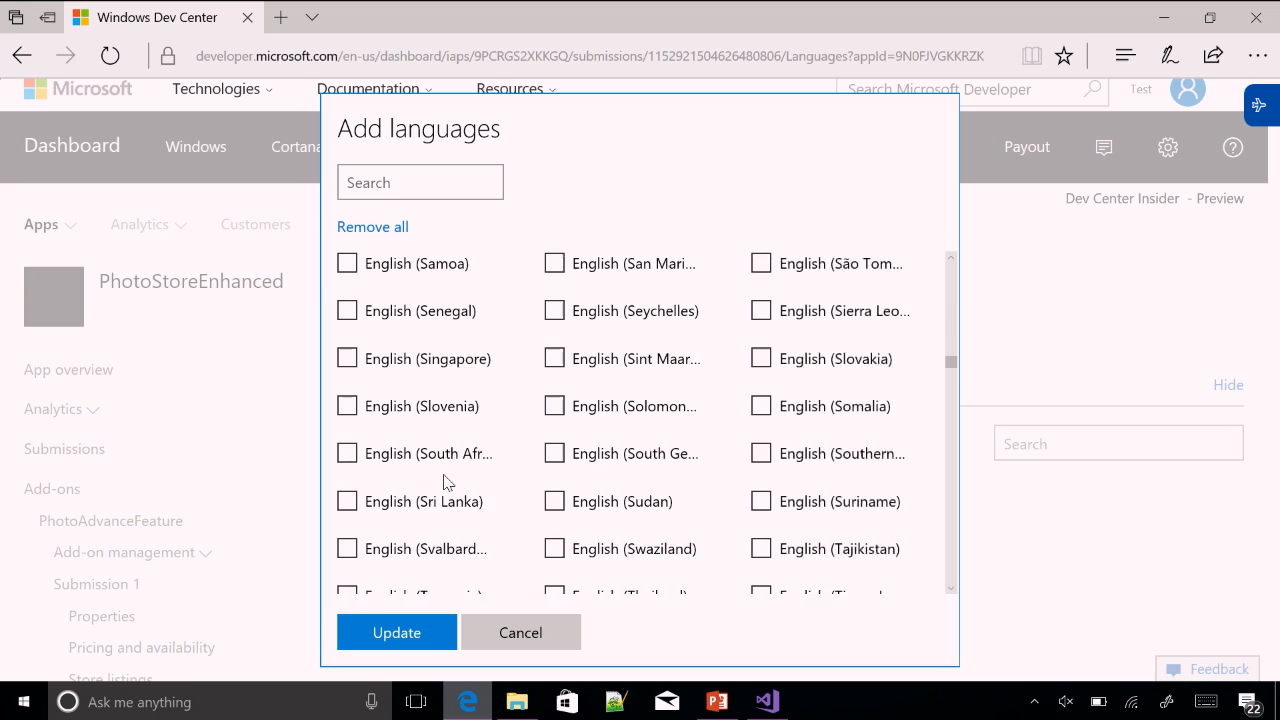 Windows Dev Center
developer.microsoft.com/en-us/dashboard/iaps/9PCRGS2XKKGQ/submissions/1152921504626480806/Languages?appId=9N0FJVGKKRZK
Microsoft
Technologies
Documentation
Resources
Search Microsoft Developer
Test
Dashboard
Windows
Cortana
Payout
Dev Center Insider - Preview
Apps
Analytics
Customers
PhotoStoreEnhanced
App overview
Analytics
Submissions
Add-ons
PhotoAdvanceFeature
Add-on management
Submission 1
Properties
Pricing and availability
Store listings
Hide
Search
Feedback
Add languages
Search
Remove all
English (Samoa)
English (San Mari...
English (São Tom...
English (Senegal)
English (Seychelles)
English (Sierra Leo...
English (Singapore)
English (Sint Maar...
English (Slovakia)
English (Slovenia)
English (Solomon...
English (Somalia)
English (South Afr...
English (South Ge...
English (Southern...
English (Sri Lanka)
English (Sudan)
English (Suriname)
English (Svalbard...
English (Swaziland)
English (Tajikistan)
English (Tanzania)
English (Thailand)
Update
Cancel
Ask me anything
22